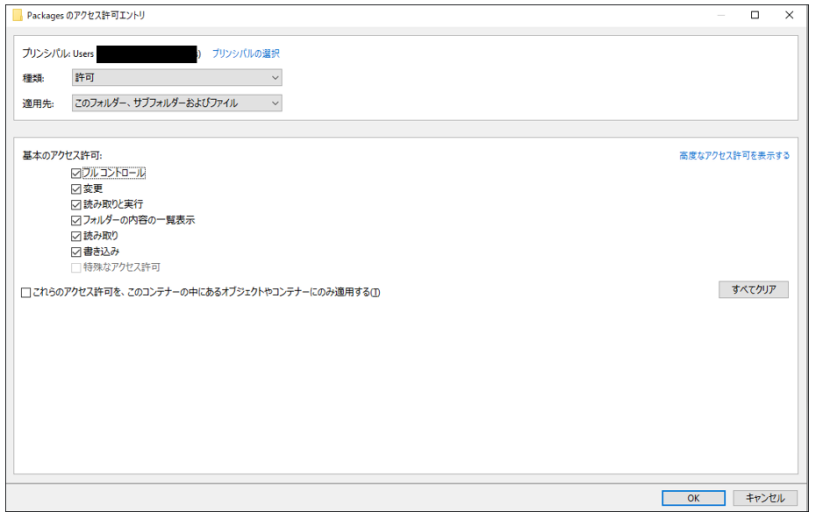 Packages のアクセス許可エントリ
プリンシパル: Users ) プリンシパルの選択
種類: 許可
適用先: このフォルダー、サブフォルダーおよびファイル
基本のアクセス許可: 高度なアクセス許可を表示する
フル コントロール
変更
読み取りと実行
フォルダーの内容の一覧表示
読み取り
書き込み
特殊なアクセス許可
これらのアクセス許可を、このコンテナーの中にあるオブジェクトやコンテナーにのみ適用する(T) すべてクリア
OK キャンセル